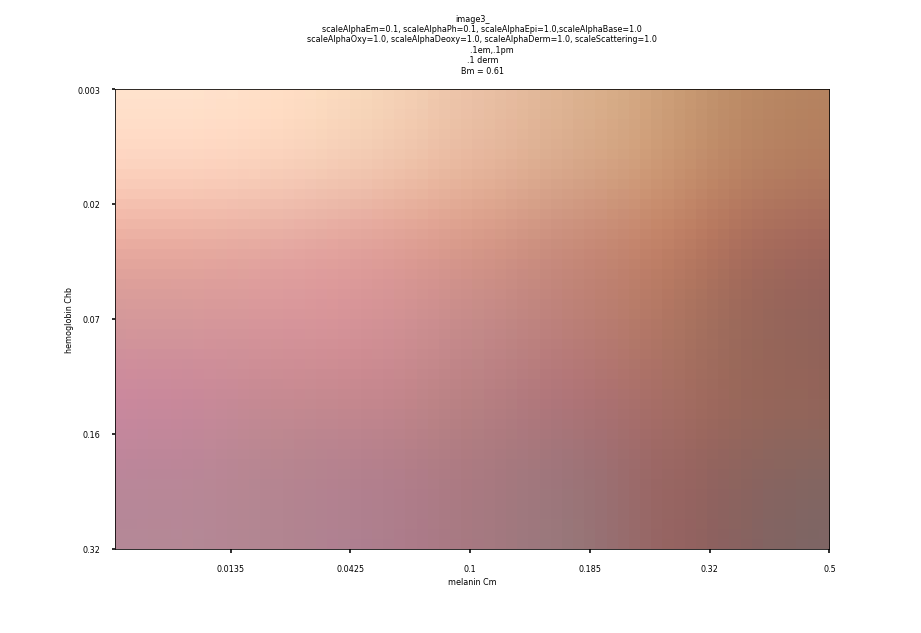 image3_
scaleAlphaEm=0.1, scaleAlphaPh=0.1, scaleAlphaEpi=1.0,scaleAlphaBase=1.0
scaleAlphaOxy=1.0, scaleAlphaDeoxy=1.0, scaleAlphaDerm=1.0, scaleScattering=1.0
.1em,.1pm
.1 derm
Bm = 0.61
0.003
0.02
hemoglobin Chb
0.07
0.16
0.32
0.0135 0.0425 0.1 0.185 0.32 0.5
melanin Cm